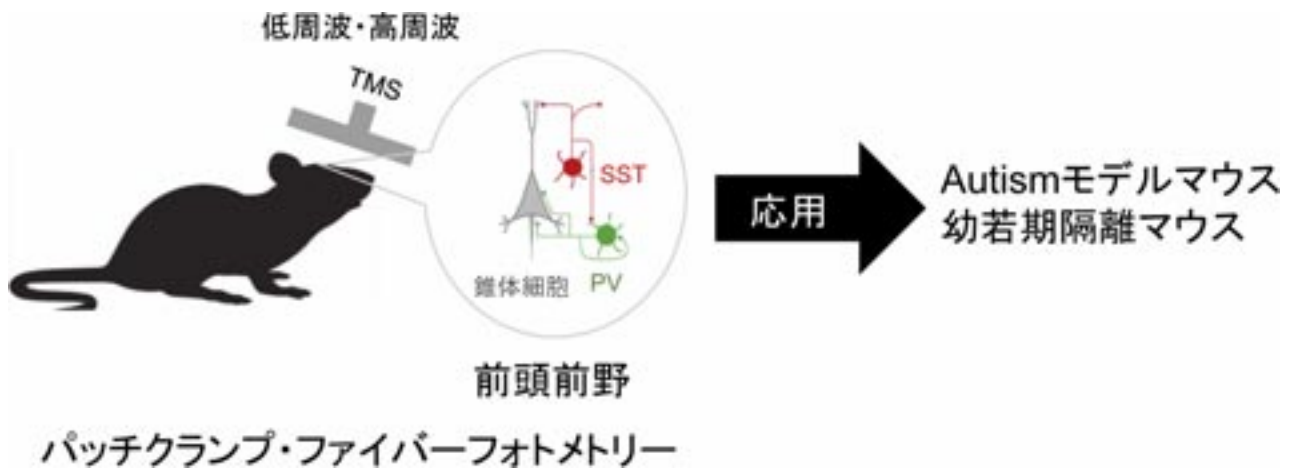 低周波・高周波
TMS
SST
錐体細胞
PV
前頭前野
パッチクランプ・ファイバーフォトメトリー
応用
Autismモデルマウス
幼若期隔離マウス